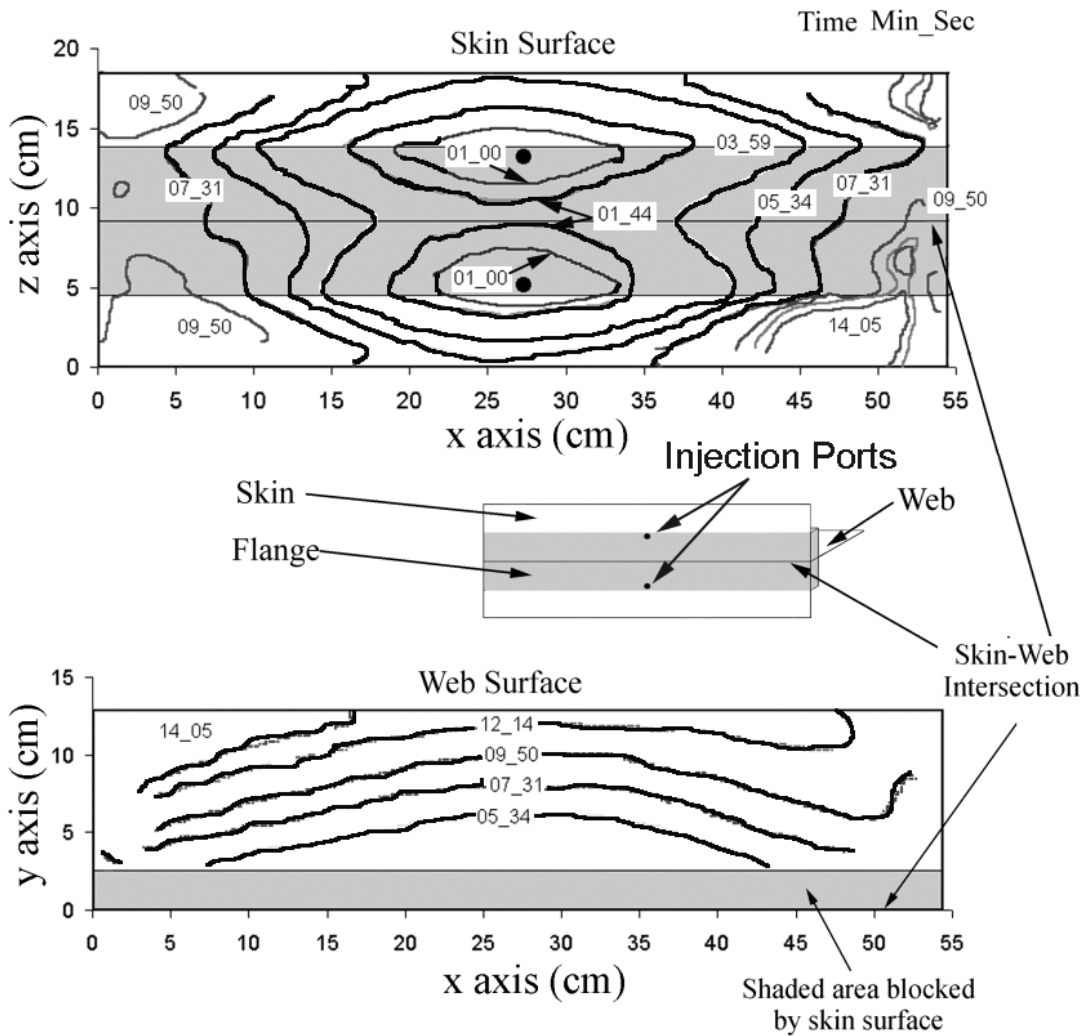 Time Min_Sec
Skin Surface
z axis (cm)
20
15
10
5
0
09_50
01_00
03_59
07_31
07_31
09_50
05_34
01_44
01_00
09_50
14_05
0 5 10 15 20 25 30 35 40 45 50 55
x axis (cm)
Injection Ports
Skin
Web
Flange
Skin-Web
Intersection
Web Surface
y axis (cm)
15
10
5
0
14_05
12_14
09_50
07_31
05_34
0 5 10 15 20 25 30 35 40 45 50 55
x axis (cm)
Shaded area blocked
by skin surface